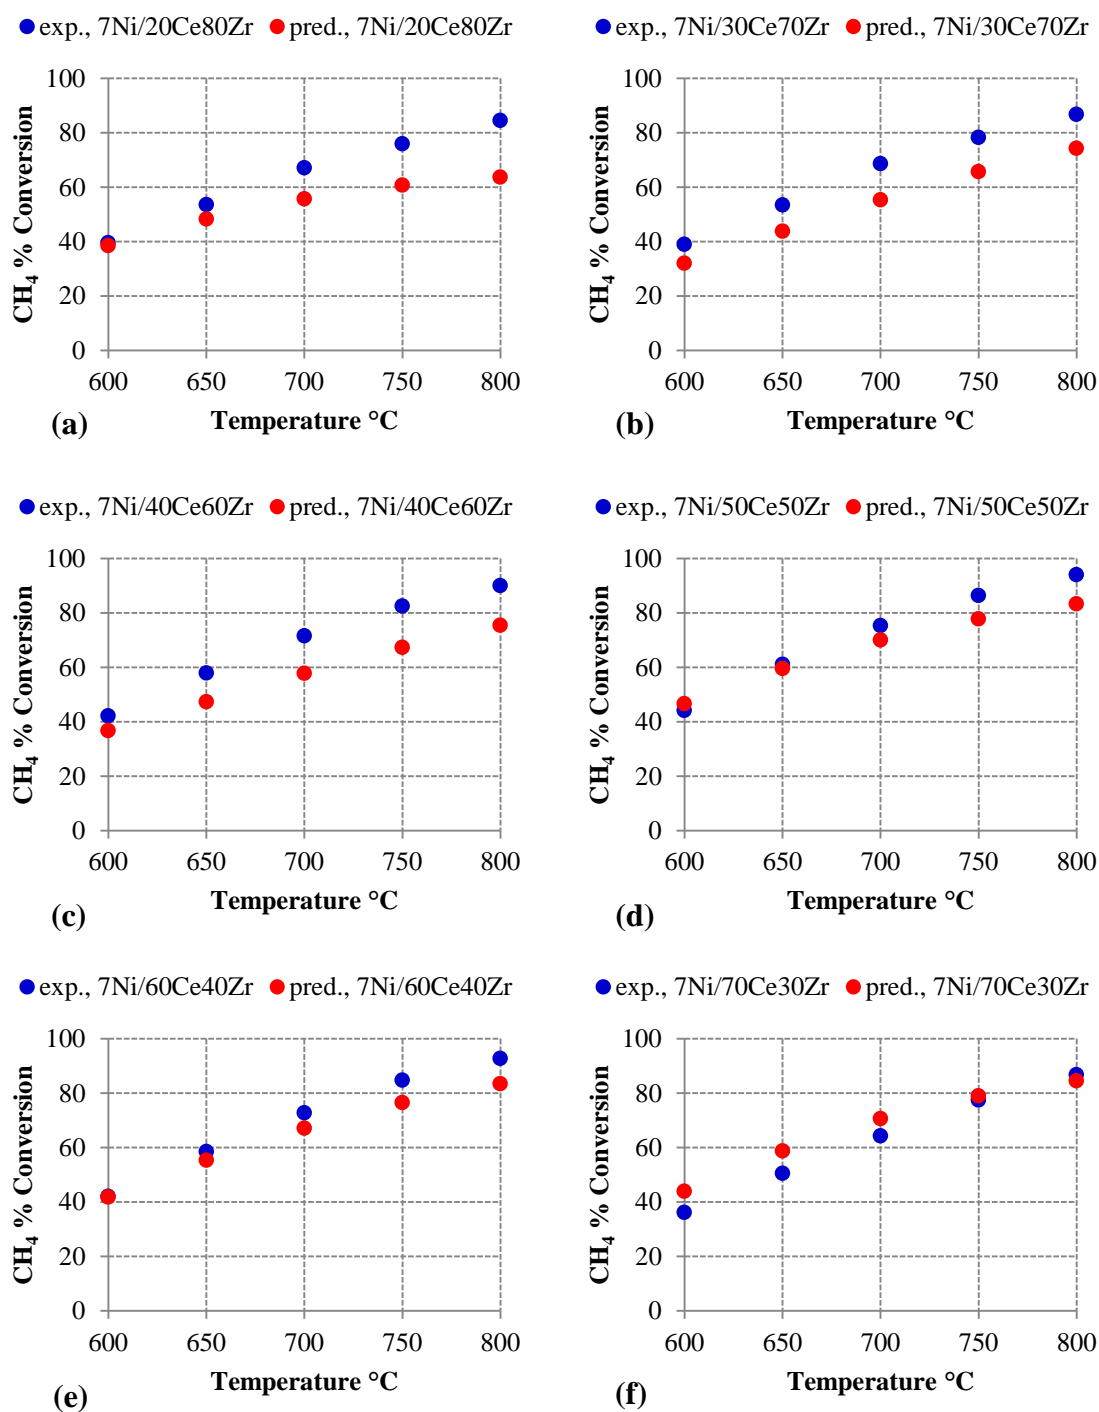 exp., 7Ni/20Ce80Zr pred., 7Ni/20Ce80Zr
100
80
60
40
20
0
CH₄ % Conversion
600 650 700 750 800
Temperature °C
(a)
exp., 7Ni/30Ce70Zr pred., 7Ni/30Ce70Zr
100
80
60
40
20
0
CH₄ % Conversion
600 650 700 750 800
Temperature °C
(b)
exp., 7Ni/40Ce60Zr pred., 7Ni/40Ce60Zr
100
80
60
40
20
0
CH₄ % Conversion
600 650 700 750 800
Temperature °C
(c)
exp., 7Ni/50Ce50Zr pred., 7Ni/50Ce50Zr
100
80
60
40
20
0
CH₄ % Conversion
600 650 700 750 800
Temperature °C
(d)
exp., 7Ni/60Ce40Zr pred., 7Ni/60Ce40Zr
100
80
60
40
20
0
CH₄ % Conversion
600 650 700 750 800
Temperature °C
(e)
exp., 7Ni/70Ce30Zr pred., 7Ni/70Ce30Zr
100
80
60
40
20
0
CH₄ % Conversion
600 650 700 750 800
Temperature °C
(f)